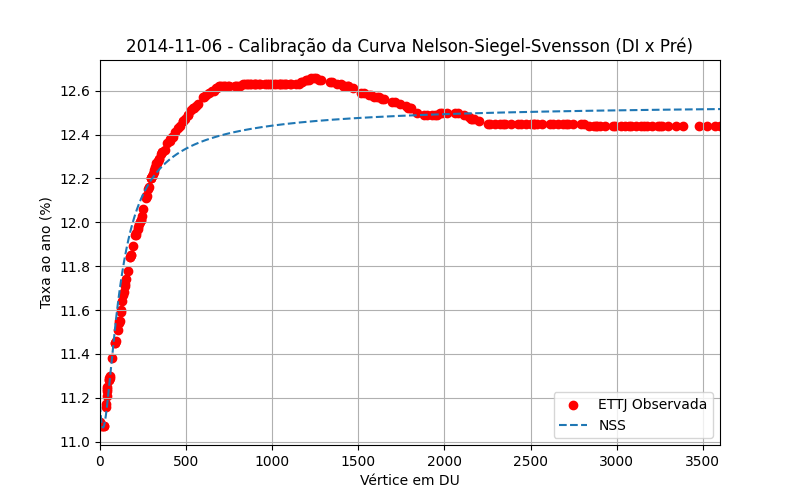 2014-11-06 - Calibração da Curva Nelson-Siegel-Svensson (DI x Pré)
Taxa ao ano (%)
12.6
12.4
12.2
12.0
11.8
11.6
11.4
11.2
11.0
ETTJ Observada
NSS
0 500 1000 1500 2000 2500 3000 3500
Vértice em DU